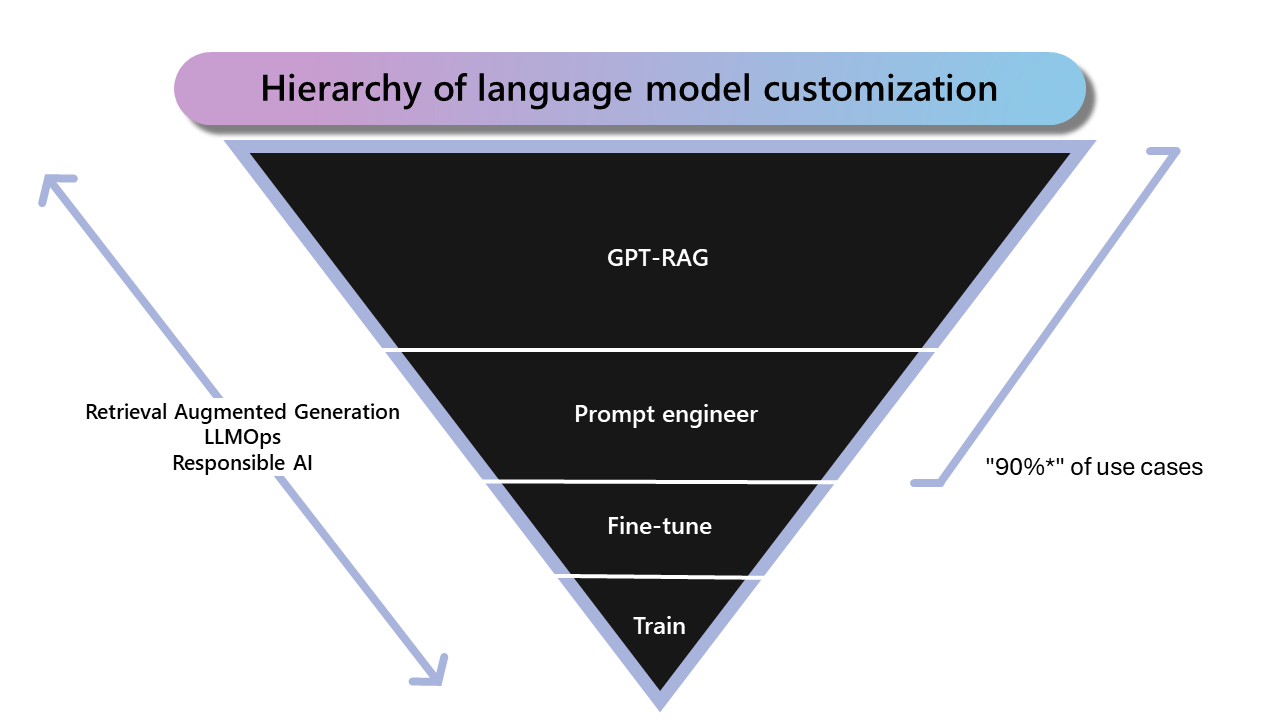 Hierarchy of language model customization
GPT-RAG
Prompt engineer
Fine-tune
Train
Retrieval Augmented Generation
LLMOps
Responsible AI
"90%*" of use cases